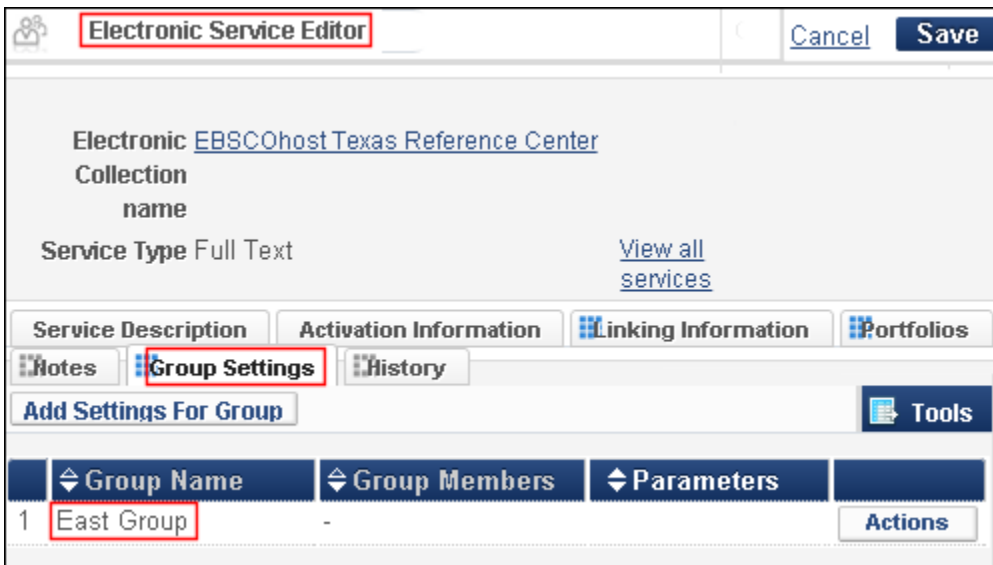 Electronic Service Editor
Cancel Save
Electronic EBSCOhost Texas Reference Center
Collection
name
Service Type Full Text View all
services
Service Description Activation Information Linking Information Portfolios
Notes Group Settings History
Add Settings For Group Tools
Group Name Group Members Parameters
1 East Group - Actions